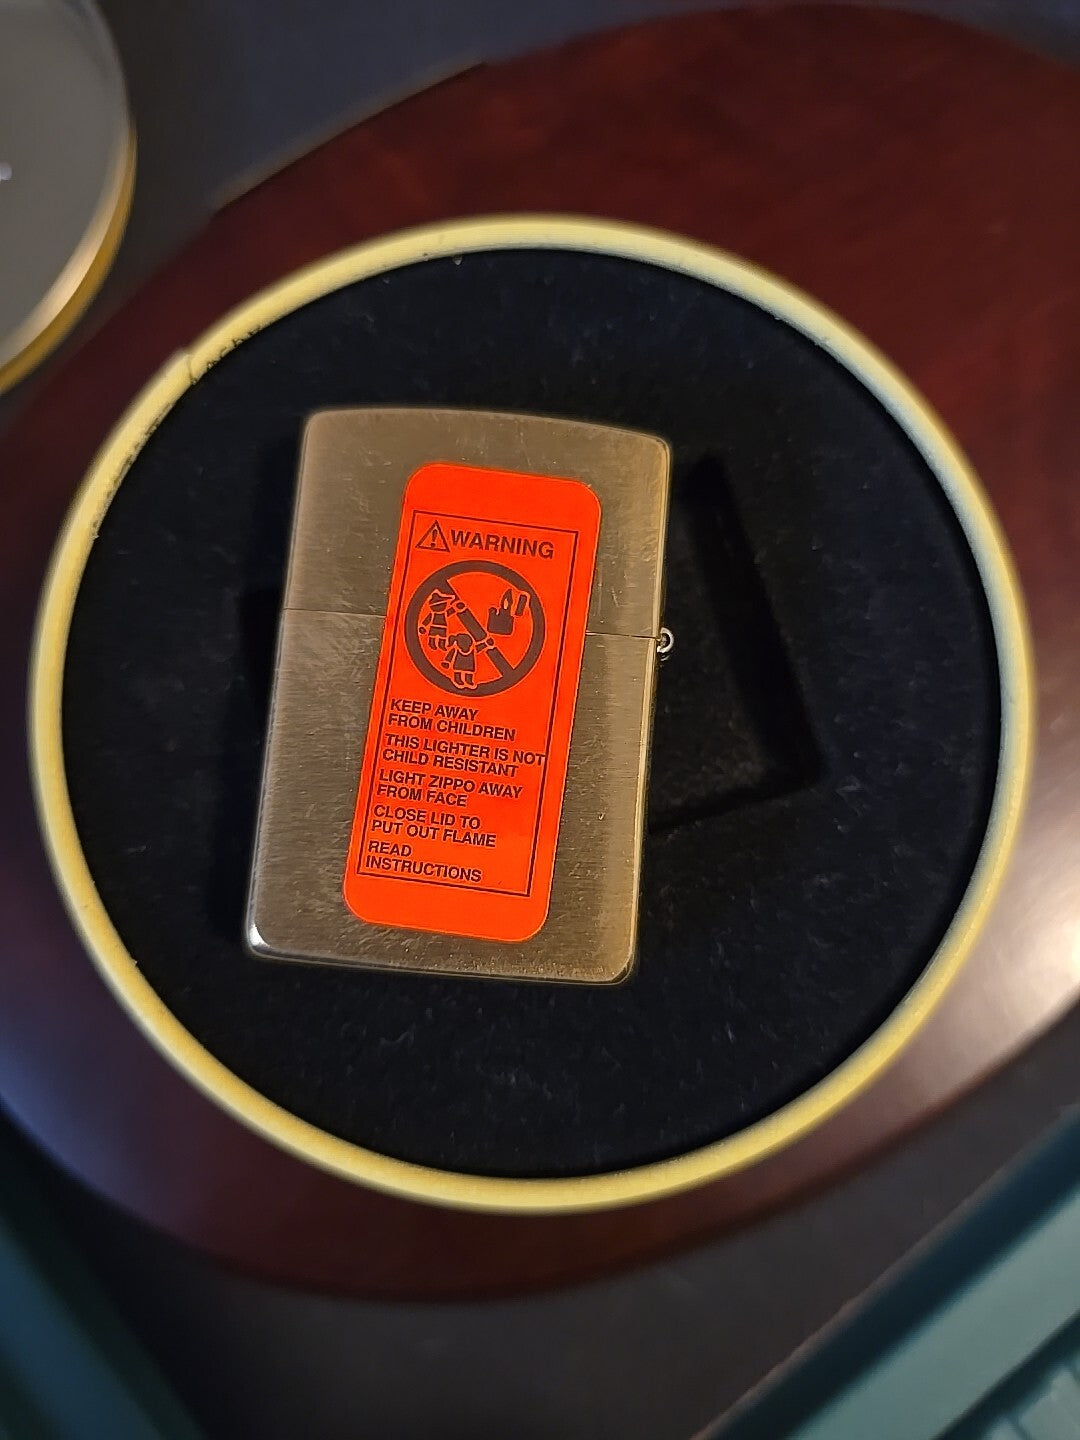 WARNING
KEEP AWAY
FROM CHILDREN
THIS LIGHTER IS NOT
CHILD RESISTANT
LIGHT ZIPPO AWAY
FROM FACE
CLOSE LID TO
PUT OUT FLAME
READ
INSTRUCTIONS